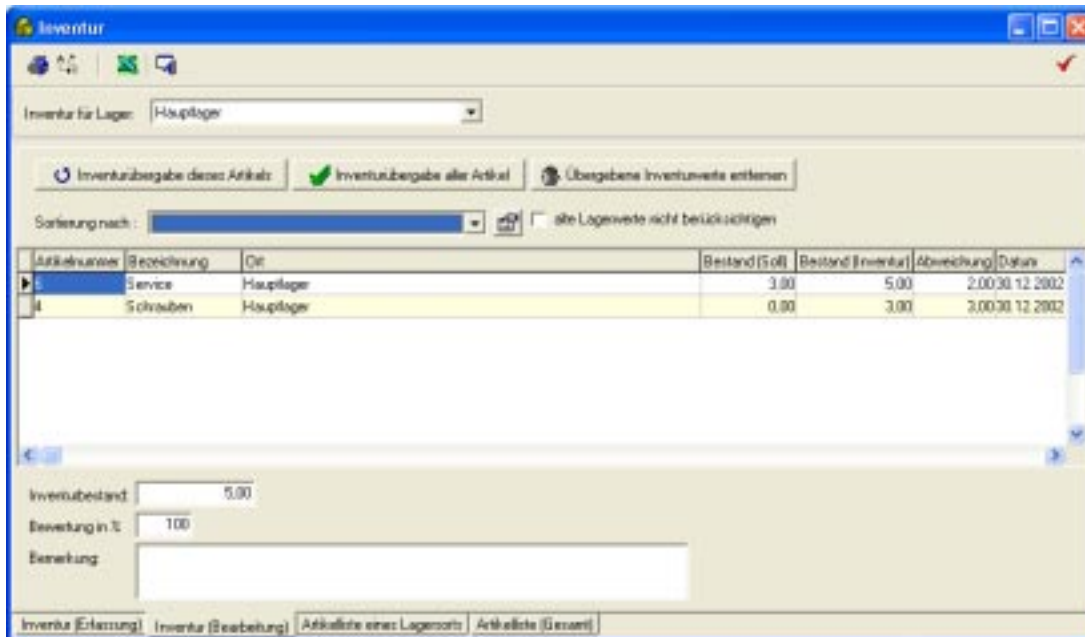 Inventur
Inventur für Lager: Hauptlager
Inventurübergabe dieses Artikels Inventurübergabe aller Artikel Übergebene Inventurwerte entfernen
Sortierung nach : alte Lagerwerte nicht berücksichtigen
Artikelnummer Bezeichnung Ort Bestand (Soll) Bestand (Inventur) Abweichung Datum
Service Hauptlager 3,00 5,00 2,00 30.12.2002
4 Schrauben Hauptlager 0,00 3,00 3,00 30.12.2002
Inventurbestand: 5,00
Bewertung in % 100
Bemerkung:
Inventur (Erfassung) Inventur (Bearbeitung) Artikelliste eines Lagerorts Artikelliste (Gesamt)